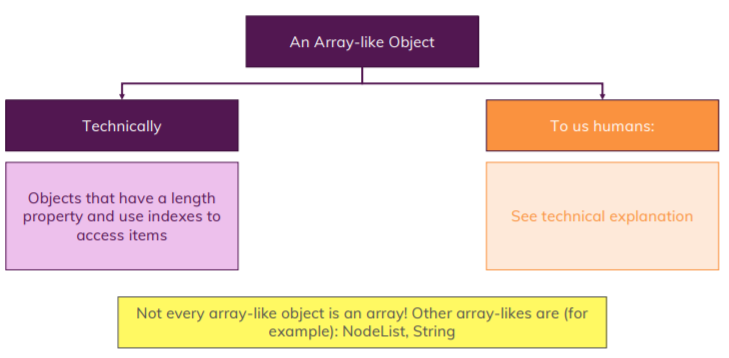 An Array-like Object
Technically
To us humans:
Objects that have a length
property and use indexes to
access items
See technical explanation
Not every array-like object is an array! Other array-likes are (for
example): NodeList, String